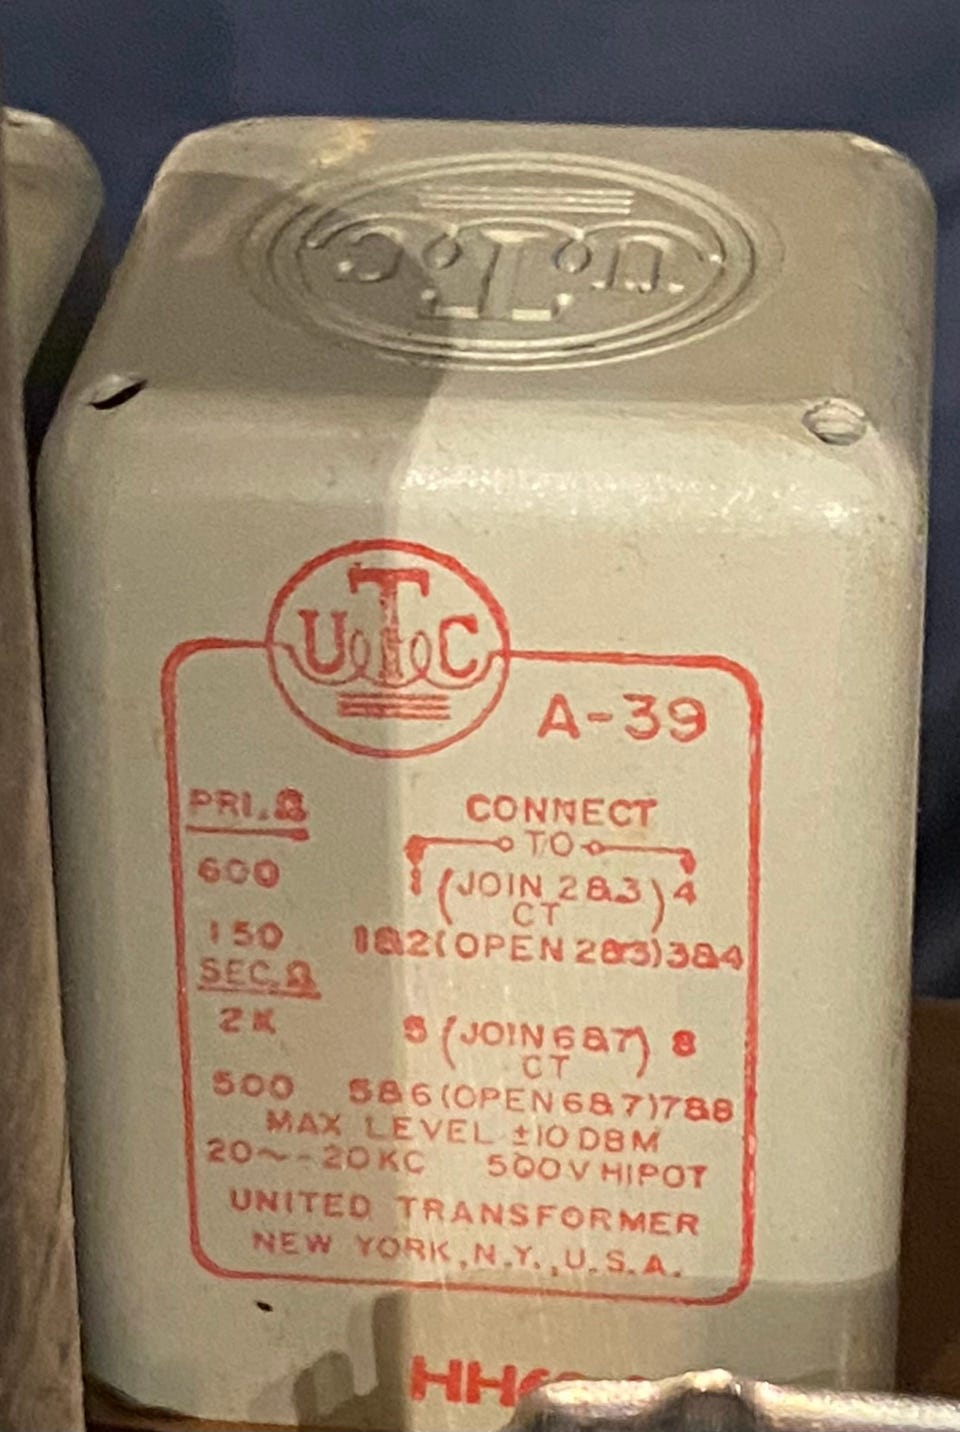 U.T.C
UTC
A-39
PRI. Ω
CONNECT
TO
600
1 (JOIN 2&3) 4
CT
150 1&2(OPEN 2&3)3&4
SEC. Ω
2K 5 (JOIN 6&7) 8
CT
500 5&6(OPEN 6&7)7&8
MAX LEVEL ±10 DBM
20~-20KC 500V HIPOT
UNITED TRANSFORMER
NEW YORK, N.Y., U.S.A.